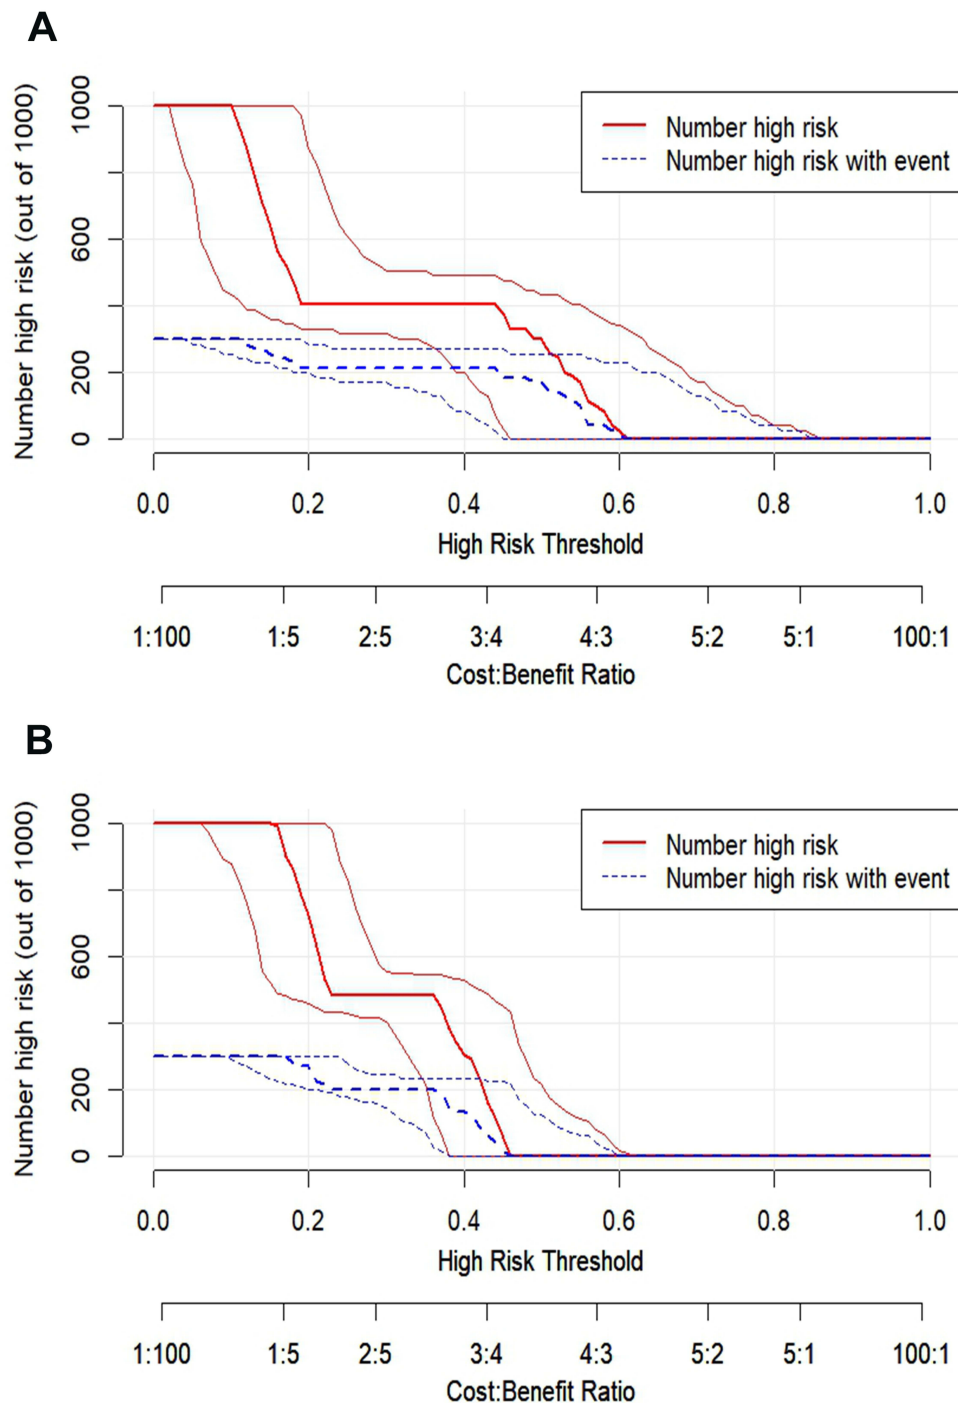 A
Number high risk (out of 1000)
1000
600
200
0
Number high risk
Number high risk with event
0.0 0.2 0.4 0.6 0.8 1.0
High Risk Threshold
1:100 1:5 2:5 3:4 4:3 5:2 5:1 100:1
Cost:Benefit Ratio
B
Number high risk (out of 1000)
1000
600
200
0
Number high risk
Number high risk with event
0.0 0.2 0.4 0.6 0.8 1.0
High Risk Threshold
1:100 1:5 2:5 3:4 4:3 5:2 5:1 100:1
Cost:Benefit Ratio